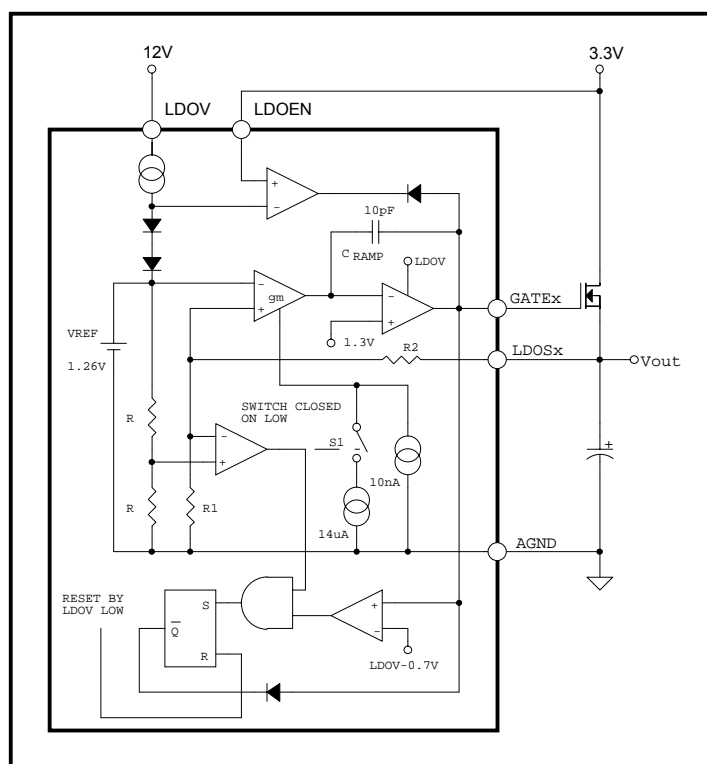 12V
3.3V
LDOV
LDOEN
+
-
10pF
C RAMP
LDOV
-
gm
+
-
+
1.3V
GATEx
VREF
1.26V
R2
LDOSx
Vout
SWITCH CLOSED
ON LOW
R
-
+
S1
10nA
+
R
R1
14uA
AGND
RESET BY
LDOV LOW
S
Q
R
+
-
LDOV-0.7V